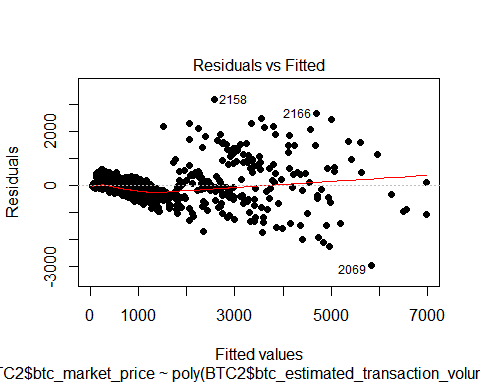 Residuals vs Fitted
2158
2166
2069
Residuals
2000
0
-3000
0
1000
3000
5000
7000
Fitted values
TC2$btc_market_price ~ poly(BTC2$btc_estimated_transaction_volur